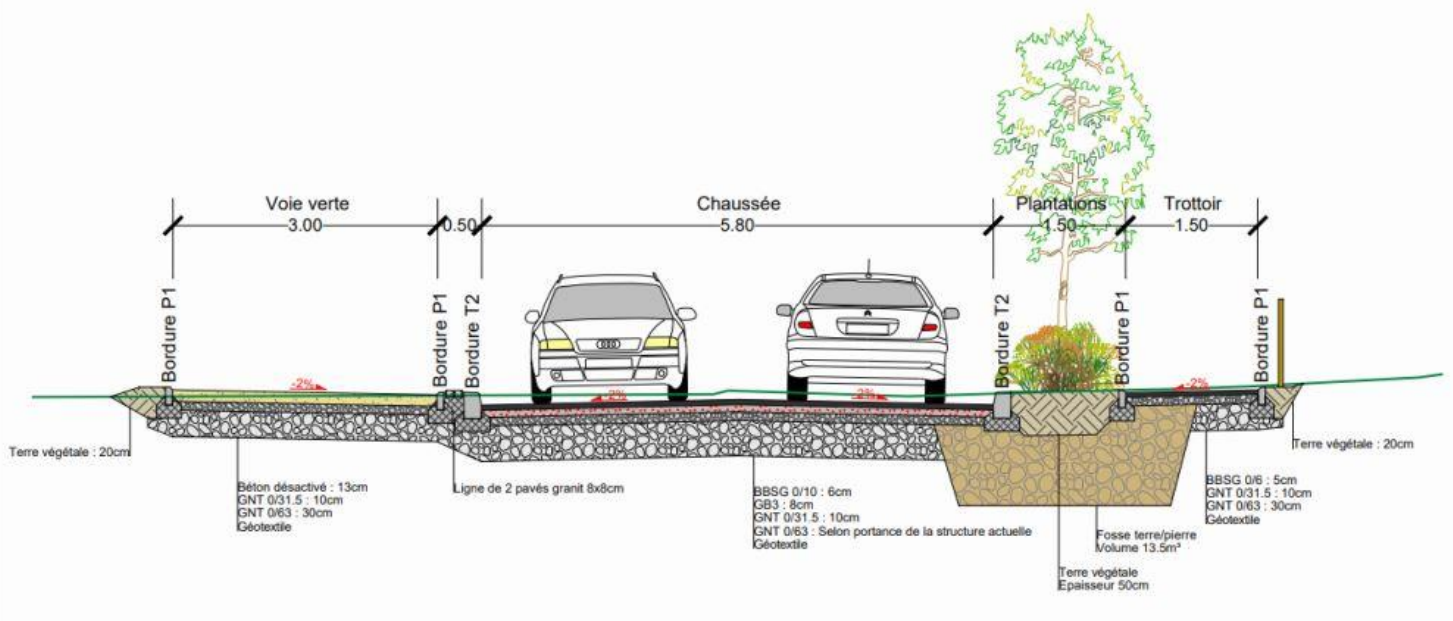 Voie verte
3.00
0.50
Chaussée
5.80
Plantations
1.50
Trottoir
1.50
Bordure P1
Bordure P1
Bordure T2
Bordure T2
Bordure P1
Bordure P1
-2%
-2%
-2%
-2%
Terre végétale : 20cm
Béton désactivé : 13cm
GNT 0/31.5 : 10cm
GNT 0/63 : 30cm
Géotextile
Ligne de 2 pavés granit 8x8cm
BBSG 0/10 : 6cm
GB3 : 8cm
GNT 0/31.5 : 10cm
GNT 0/63 : Selon portance de la structure actuelle
Géotextile
Terre végétale
Epaisseur 50cm
Fosse terre/pierre
Volume 13.5m³
BBSG 0/6 : 5cm
GNT 0/31.5 : 10cm
GNT 0/63 : 30cm
Géotextile
Terre végétale : 20cm